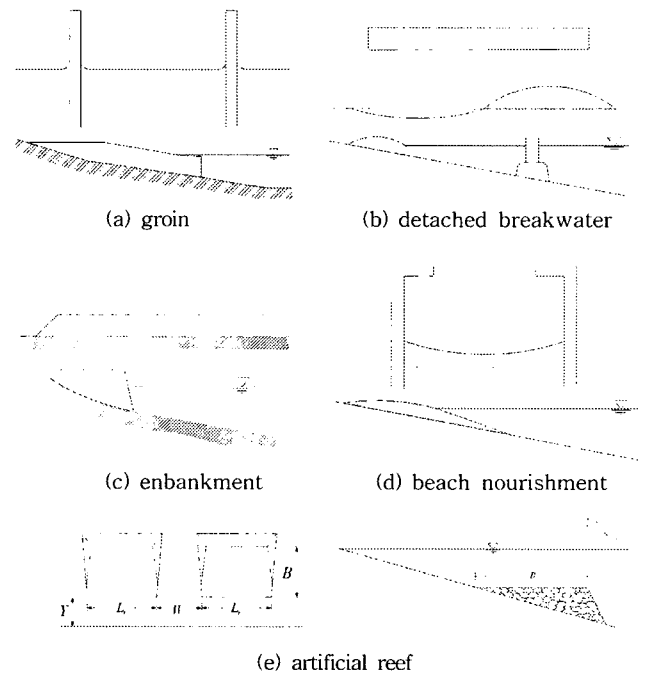 (a) groin
(b) detached breakwater
(c) enbankment
(d) beach nourishment
B
B
Y L W L
(e) artificial reef